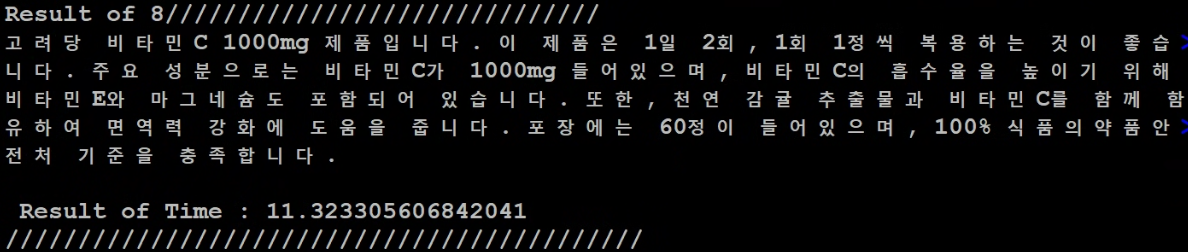 Result of 8//////////////////////////////
고려당 비타민C 1000mg 제품입니다.이 제품은 1일 2회,1회 1정씩 복용하는 것이 좋습>
니다.주요 성분으로는 비타민C가 1000mg 들어있으며,비타민C의 흡수율을 높이기 위해
비타민E와 마그네슘도 포함되어 있습니다.또한,천연 감귤 추출물과 비타민C를 함께 함
유하여 면역력 강화에 도움을 줍니다.포장에는 60정이 들어있으며,100% 식품의약품안>
전처 기준을 충족합니다.
Result of Time : 11.323305606842041
////////////////////////////////////////////